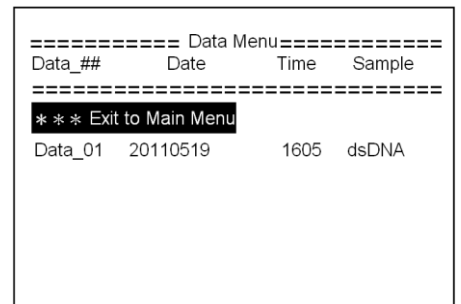 =========== Data Menu============
Data_## Date Time Sample
==============================
*** Exit to Main Menu
Data_01 20110519 1605 dsDNA